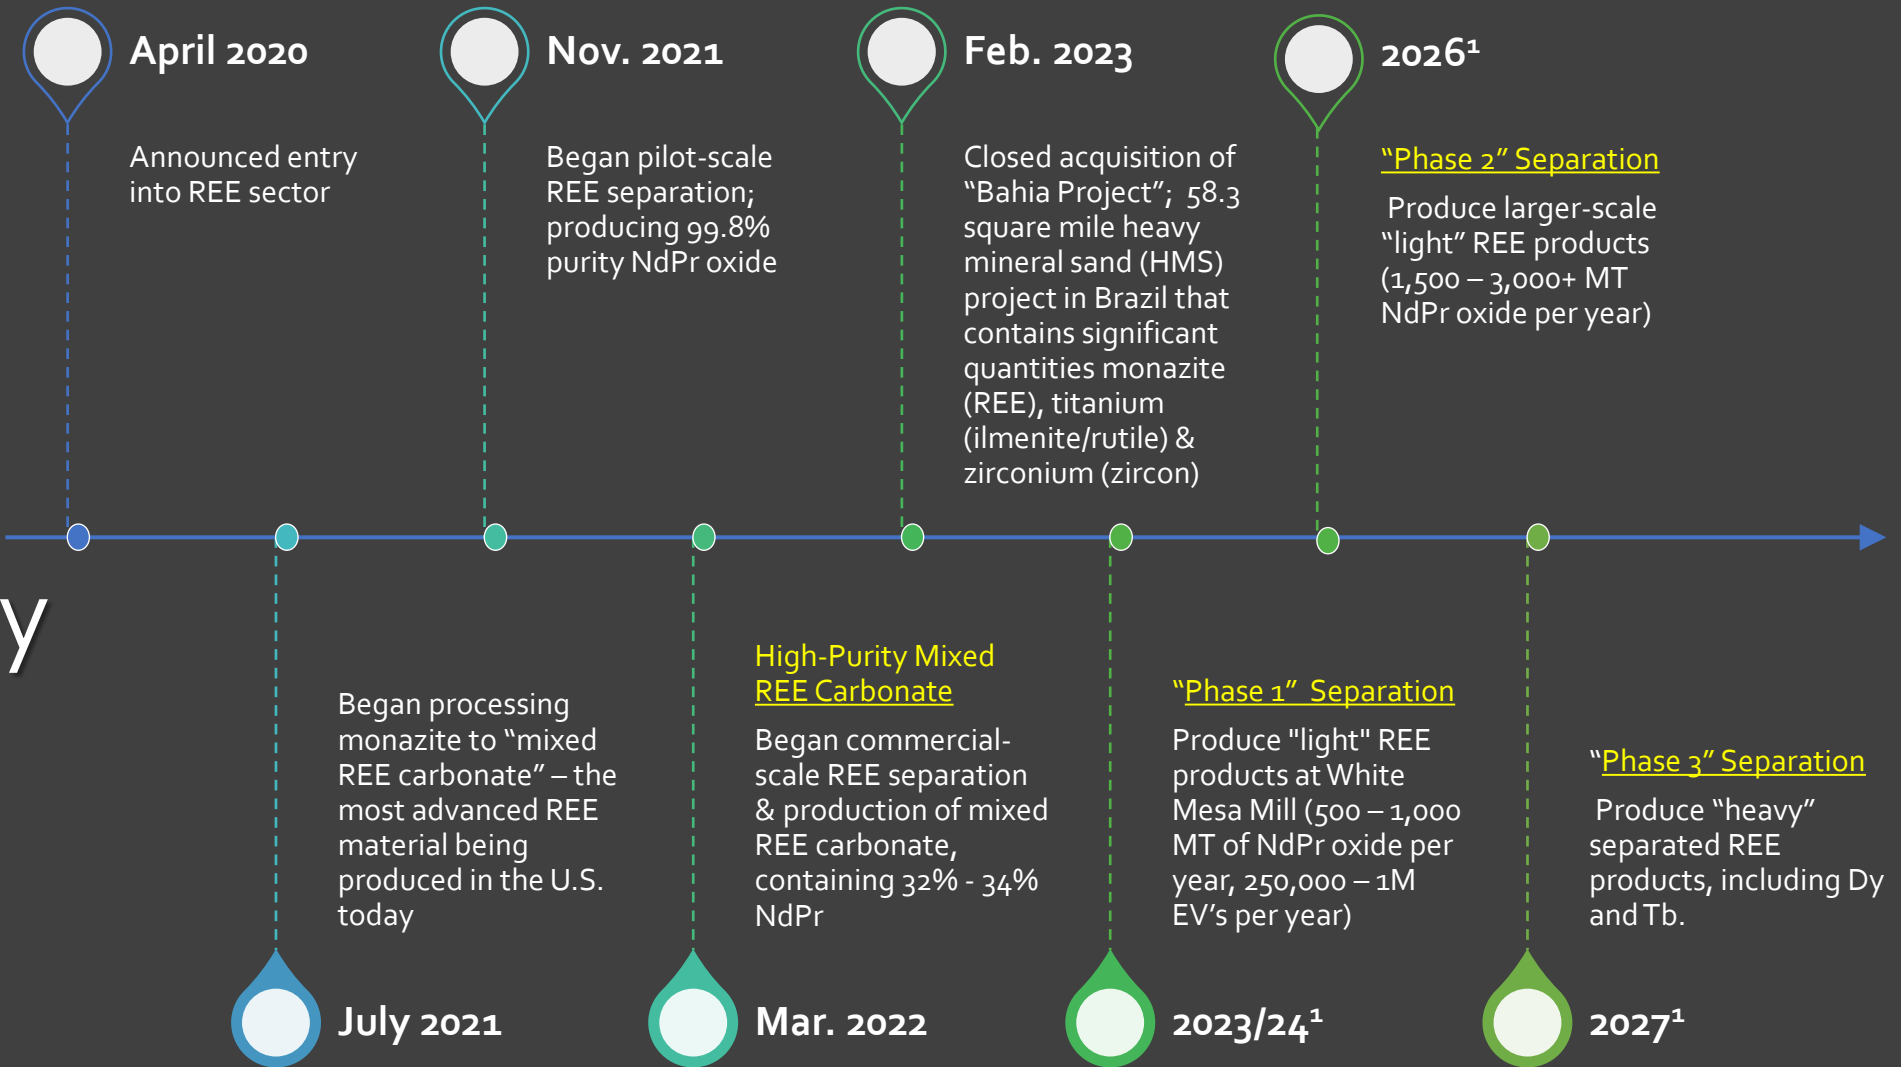 April 2020
Announced entry
into REE sector
Nov. 2021
Began pilot-scale
REE separation;
producing 99.8%
purity NdPr oxide
Feb. 2023
Closed acquisition of
“Bahia Project”; 58.3
square mile heavy
mineral sand (HMS)
project in Brazil that
contains significant
quantities monazite
(REE), titanium
(ilmenite/rutile) &
zirconium (zircon)
2026¹
“Phase 2” Separation
Produce larger-scale
“light” REE products
(1,500 – 3,000+ MT
NdPr oxide per year)
y
Began processing
monazite to “mixed
REE carbonate” – the
most advanced REE
material being
produced in the U.S.
today
July 2021
High-Purity Mixed
REE Carbonate
Began commercial-
scale REE separation
& production of mixed
REE carbonate,
containing 32% - 34%
NdPr
Mar. 2022
“Phase 1” Separation
Produce "light" REE
products at White
Mesa Mill (500 – 1,000
MT of NdPr oxide per
year, 250,000 – 1M
EV’s per year)
2023/24¹
“Phase 3” Separation
Produce “heavy”
separated REE
products, including Dy
and Tb.
2027¹